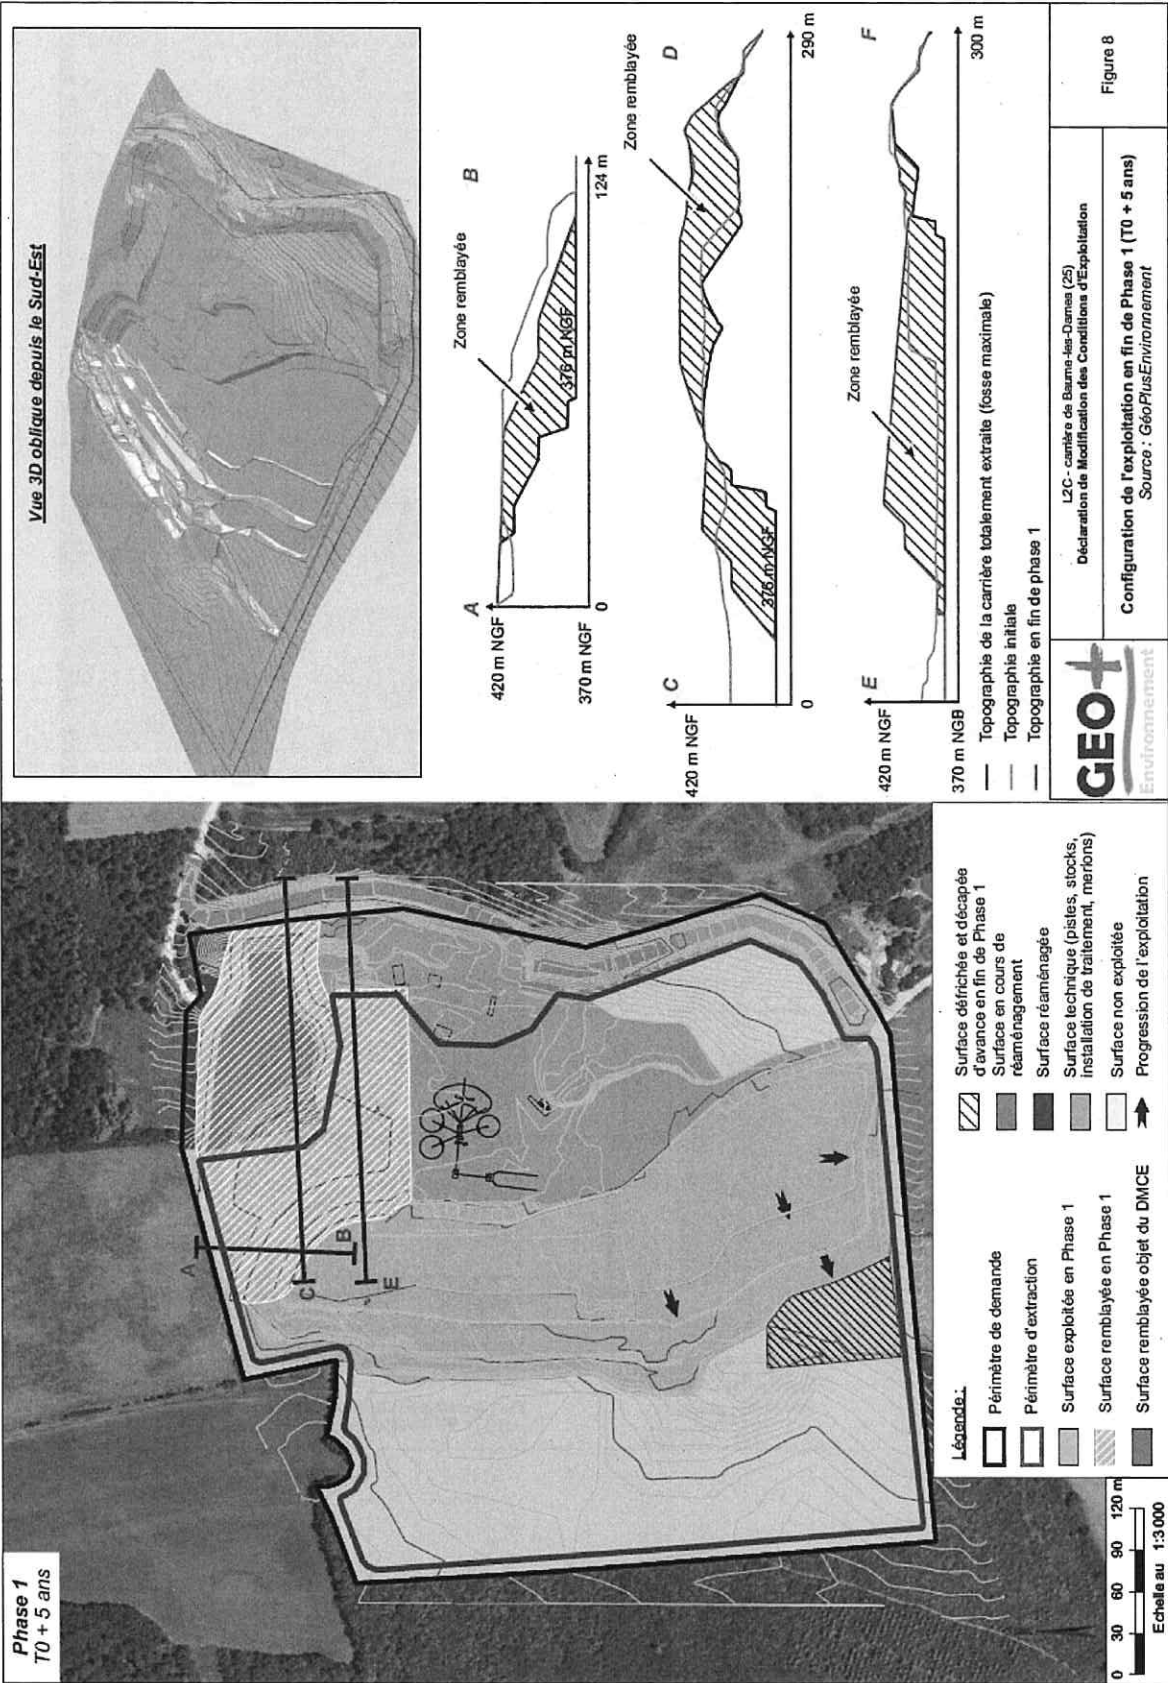 Phase 1
T0 + 5 ans
A
B
C
E
0 30 60 90 120 m
Echelle au 1:3 000
Légende :
Périmètre de demande
Périmètre d'extraction
Surface exploitée en Phase 1
Surface remblayée en Phase 1
Surface remblayée objet du DMCE
Surface défrichée et décapée
d'avance en fin de Phase 1
Surface en cours de
réaménagement
Surface réaménagée
Surface technique (pistes, stocks,
installation de traitement, merlons)
Surface non exploitée
Progression de l'exploitation
Vue 3D oblique depuis le Sud-Est
A
B
420 m NGF
370 m NGF
Zone remblayée
376 m NGF
0
124 m
C
D
420 m NGF
Zone remblayée
376 m NGF
0
290 m
E
F
420 m NGF
370 m NGB
Zone remblayée
300 m
Topographie de la carrière totalement extraite (fosse maximale)
Topographie initiale
Topographie en fin de phase 1
GEO+
Environnement
L2C - carrière de Baume-les-Dames (25)
Déclaration de Modification des Conditions d'Exploitation
Configuration de l'exploitation en fin de Phase 1 (T0 + 5 ans)
Source : GéoPlusEnvironnement
Figure 8